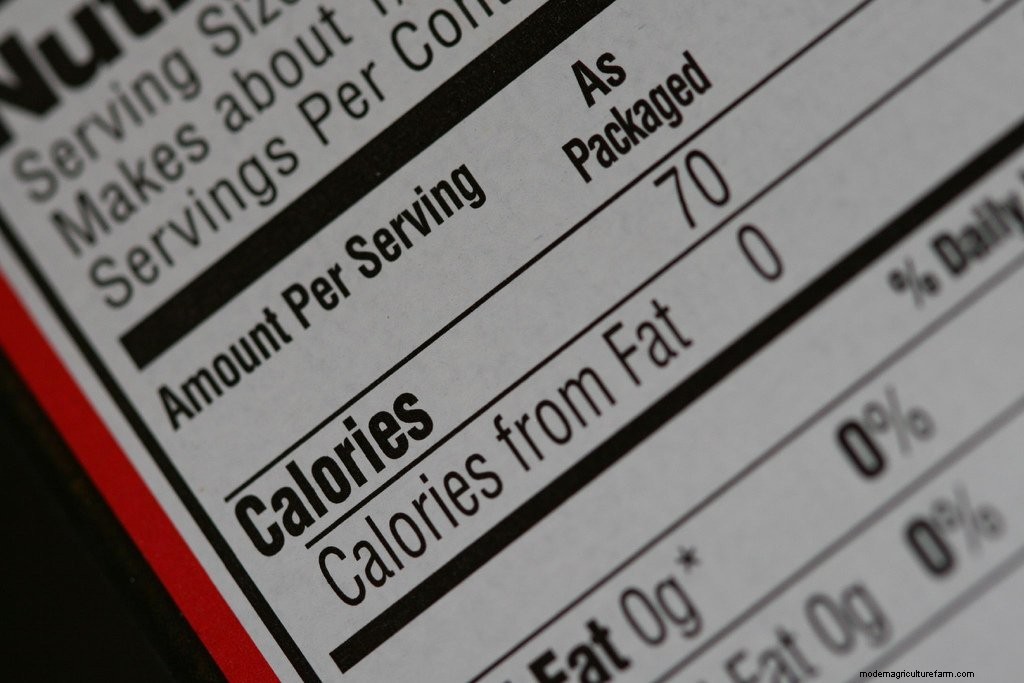 Nut
Serving Size
Makes about
Servings Per Con
Amount Per Serving
As
Packaged
Calories
70
Calories from Fat
0
% Daily
Fat 0g*
0%
Fat 0g
0%
modernagriculturefarm.com